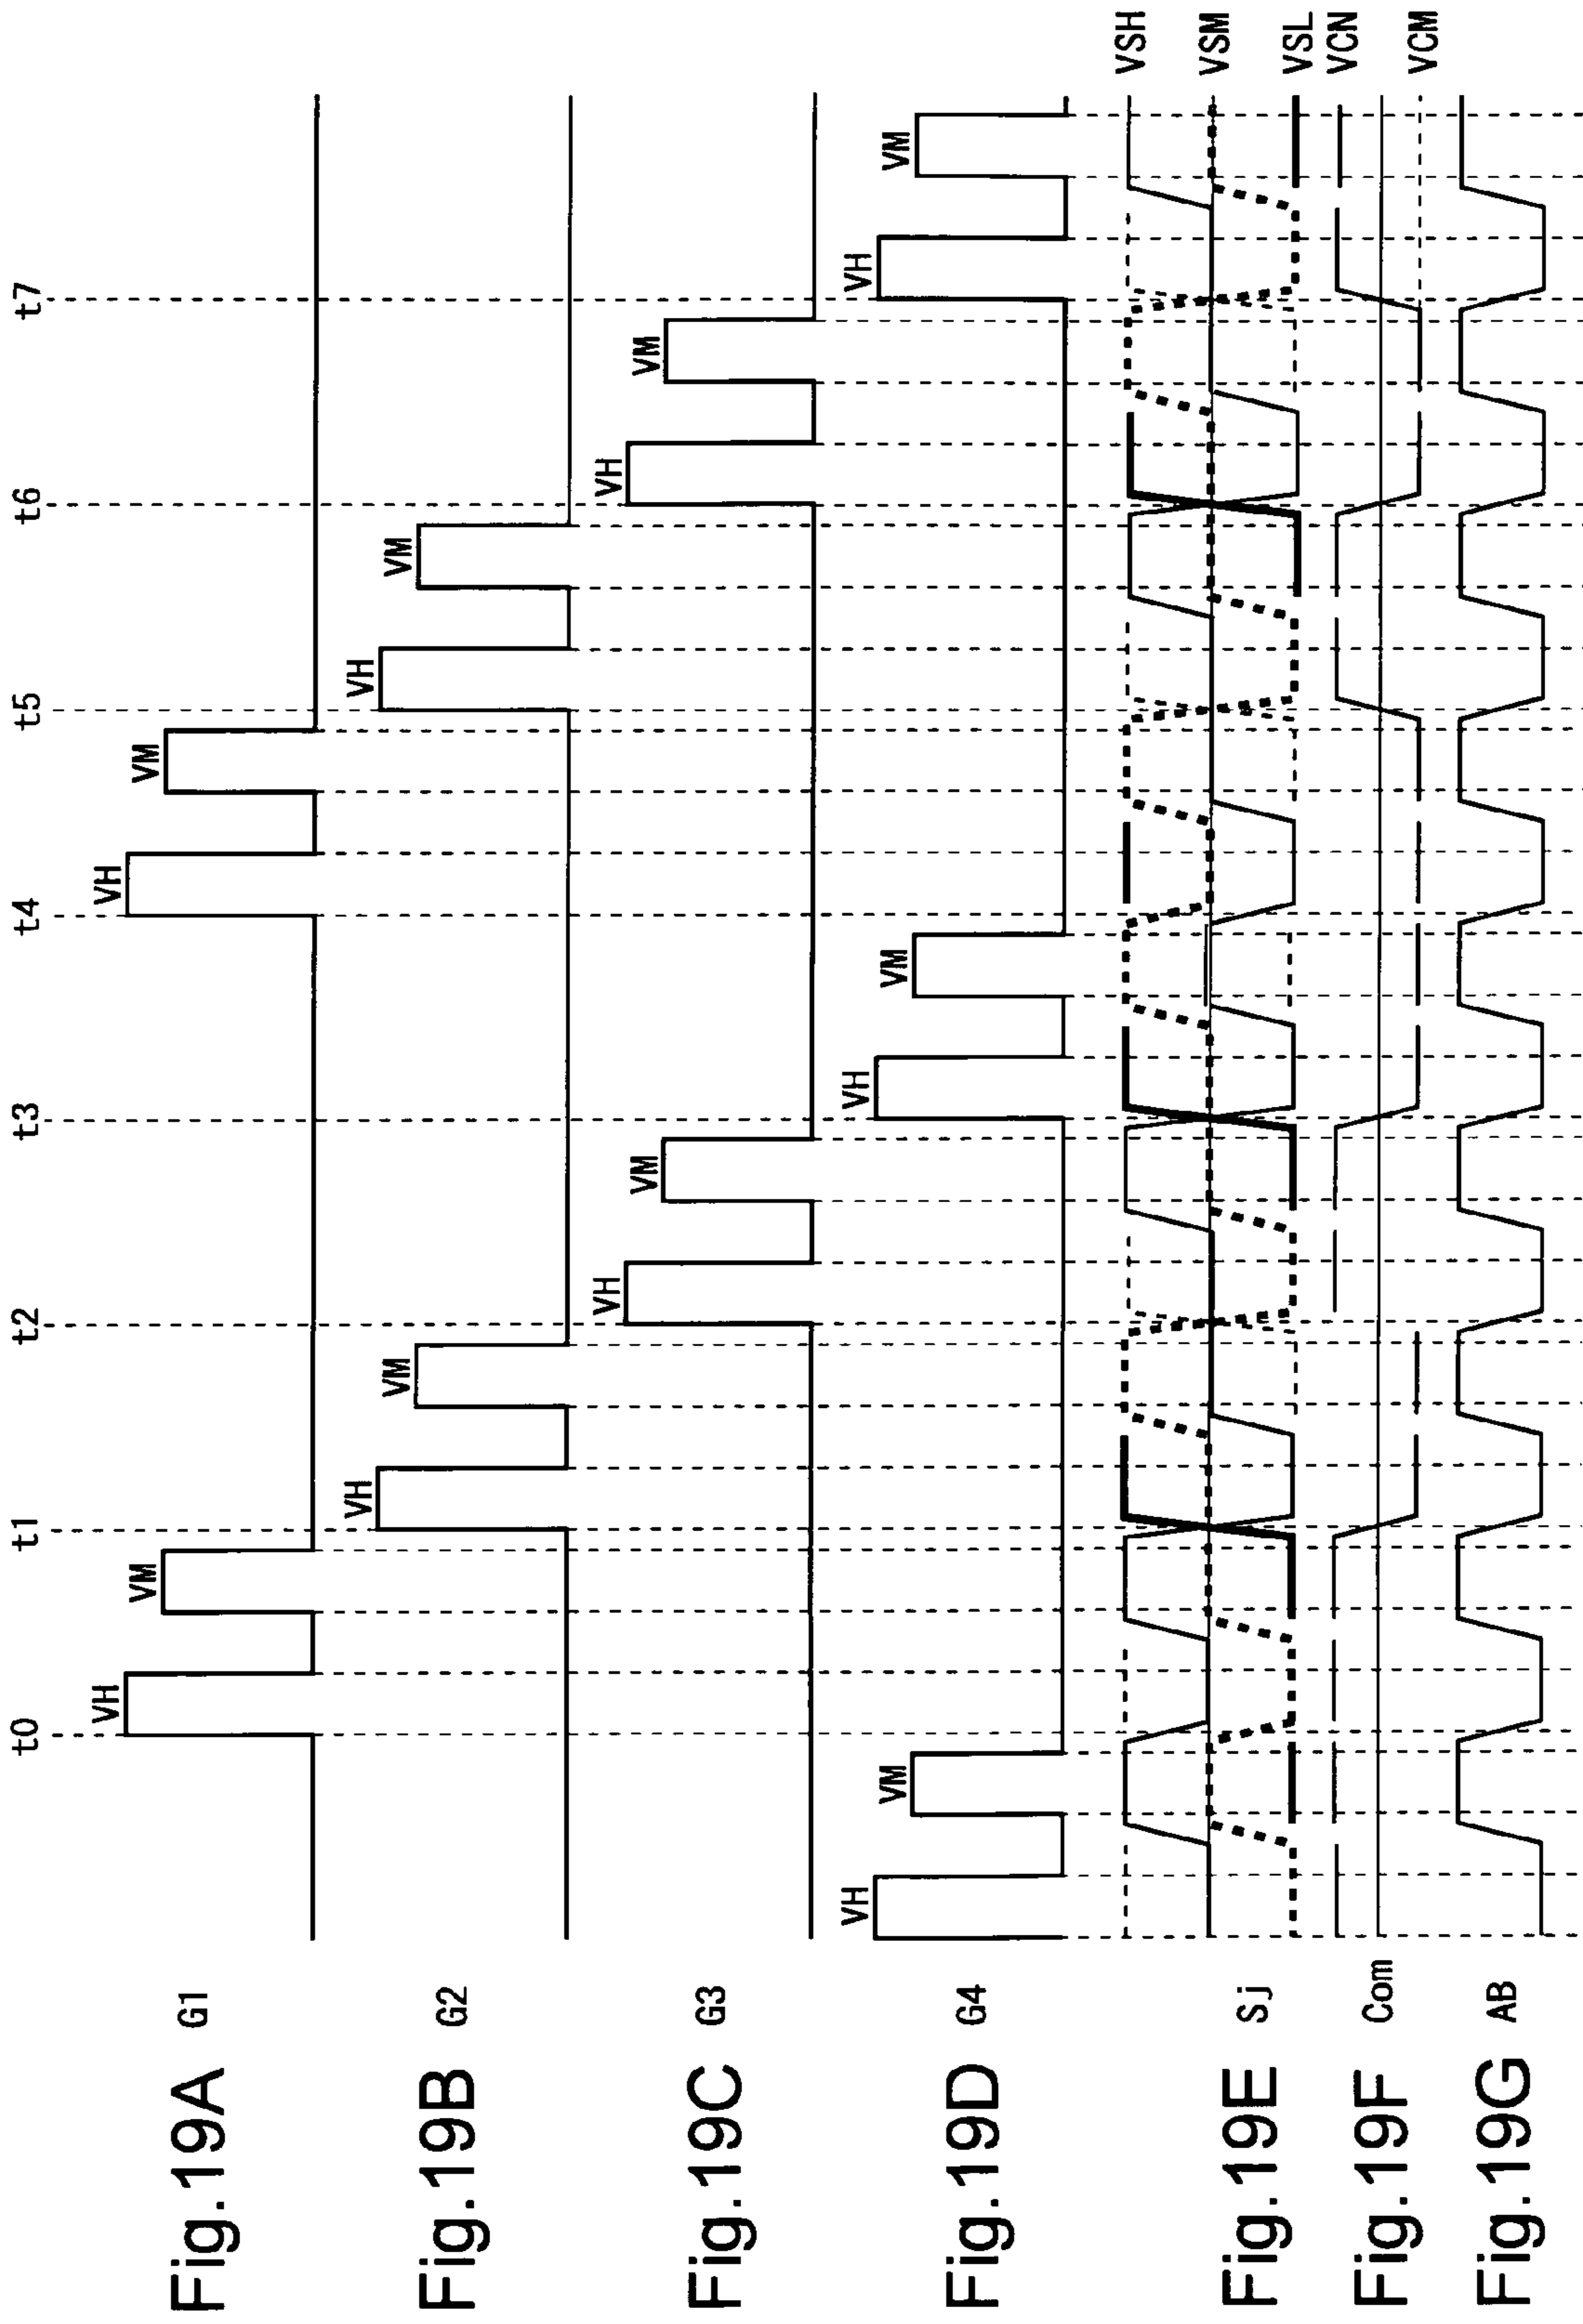 t0 t1 t2 t3 t4 t5 t6 t7
Fig.19A G1 VH VM VH VM
Fig.19B G2 VH VM VH VM
Fig.19C G3 VH VM VH VM
Fig.19D G4 VH VM VH VM VH VM
Fig.19E Sj VSH
VSM
VSL
Fig.19F Com VCN
VCM
Fig.19G AB